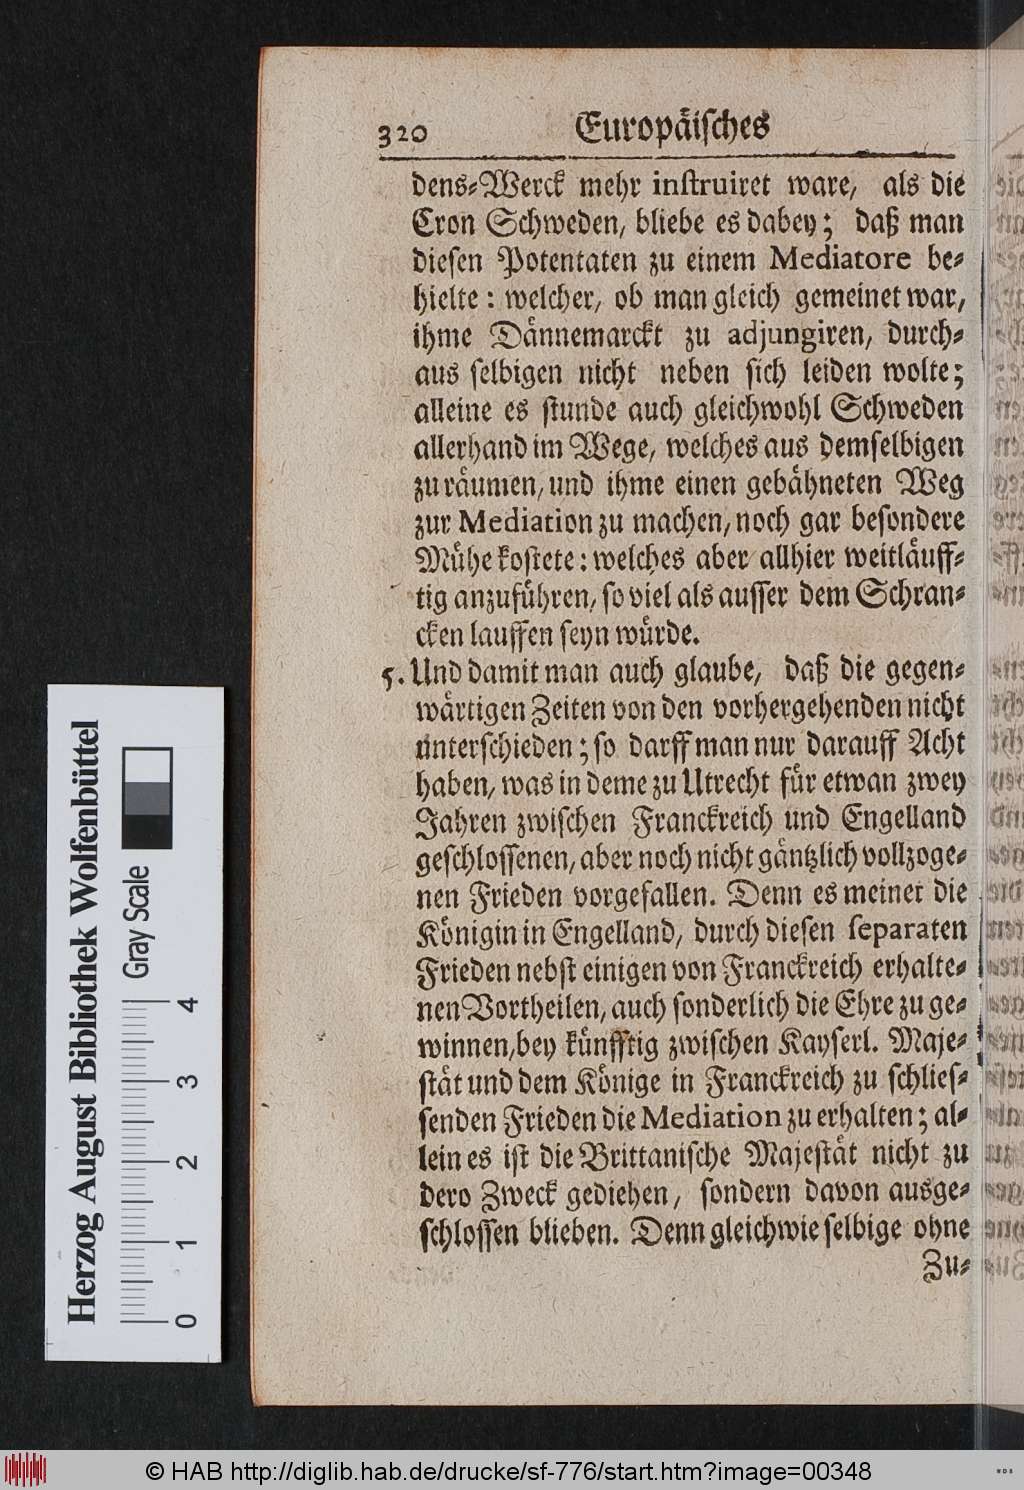 320 Europäisches
dens-Werck mehr instruiret ware, als die
Cron Schweden, bliebe es dabey; daß man
diesen Potentaten zu einem Mediatore be-
hielte: welcher, ob man gleich gemeinet war,
ihme Dännemarckt zu adjungiren, durch-
aus selbigen nicht neben sich leiden wolte;
alleine es stunde auch gleichwohl Schweden
allerhand im Wege, welches aus demselbigen
zu räumen, und ihme einen gebähneten Weg
zur Mediation zu machen, noch gar besondere
Mühe kostete: welches aber allhier weitläuff-
tig anzuführen, so viel als ausser dem Schran-
cken lauffen seyn würde.
5. Und damit man auch glaube, daß die gegen-
wärtigen Zeiten von den vorhergehenden nicht
unterschieden; so darff man nur darauff Acht
haben, was in deme zu Utrecht für etwan zwey
Jahren zwischen Franckreich und Engelland
geschlossenen, aber noch nicht gäntzlich vollzoge-
nen Frieden vorgefallen. Denn es meinet die
Königin in Engelland, durch diesen separaten
Frieden nebst einigen von Franckreich erhalte-
nen Vortheilen, auch sonderlich die Ehre zu ge-
winnen, bey künfftig zwischen Kayserl. Maje-
stät und dem Könige in Franckreich zu schlies-
senden Frieden die Mediation zu erhalten; al-
lein es ist die Brittanische Majestät nicht zu
dero Zweck gediehen, sondern davon ausge-
schlossen blieben. Denn gleichwie selbige ohne
Zu-
Herzog August Bibliothek Wolfenbüttel
Gray Scale
0 1 2 3 4
© HAB http://diglib.hab.de/drucke/sf-776/start.htm?image=00348